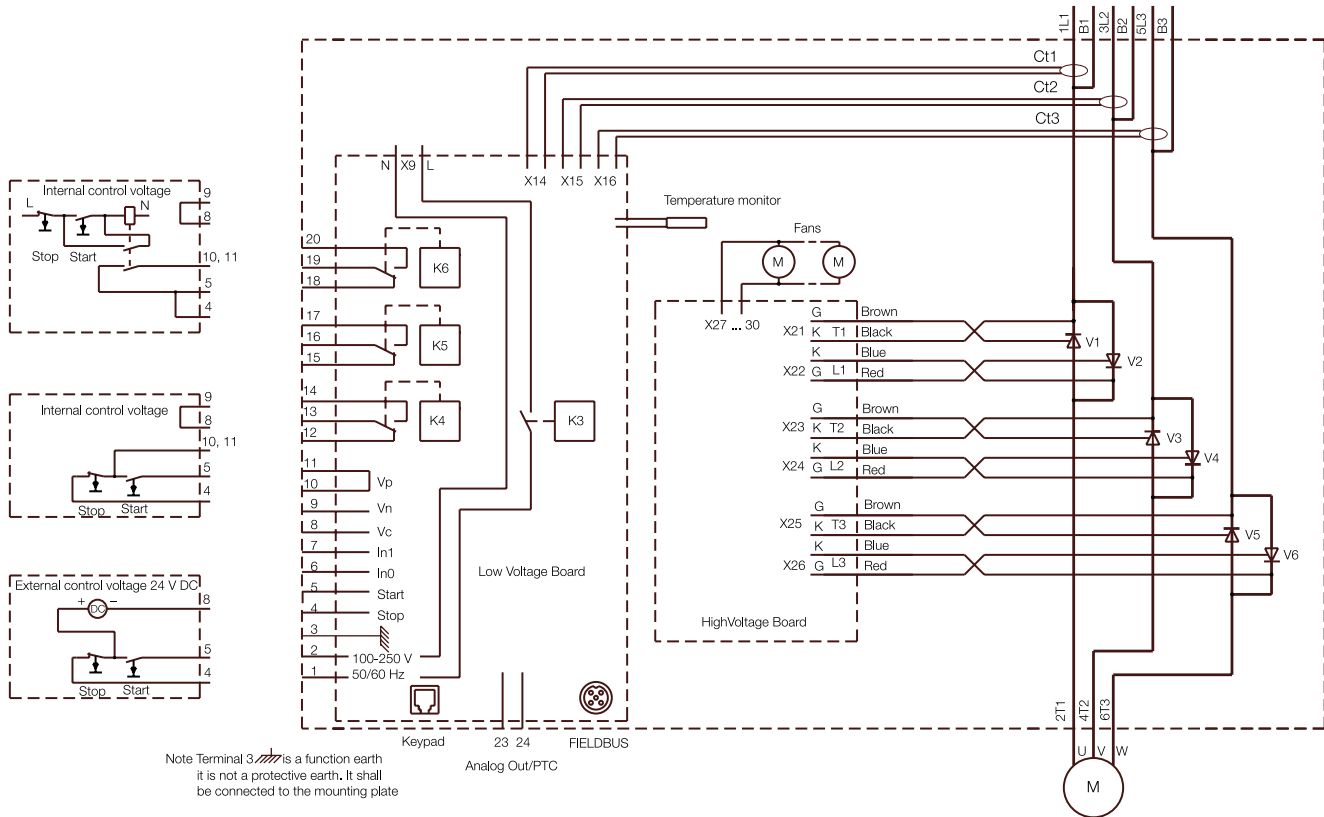 1L1
B1
3L2
B2
5L3
B3
Ct1
Ct2
Ct3
N X9 L
X14 X15 X16
Temperature monitor
Fans
M M
X27 ... 30
Internal control voltage
L N
Stop Start
9
8
10, 11
5
4
Internal control voltage
9
8
10, 11
5
4
Stop Start
External control voltage 24 V DC
+ DC −
8
5
4
Stop Start
20
19
18
K6
17
16
15
K5
14
13
12
K4
K3
11
10 Vp
9 Vn
8 Vc
7 In1
6 In0
5 Start
4 Stop
3
2 100-250 V
1 50/60 Hz
Low Voltage Board
Keypad
23 24
Analog Out/PTC
FIELDBUS
G Brown
X21 K T1 Black
K Blue
X22 G L1 Red
G Brown
X23 K T2 Black
K Blue
X24 G L2 Red
G Brown
X25 K T3 Black
K Blue
X26 G L3 Red
HighVoltage Board
V1
V2
V3
V4
V5
V6
2T1
4T2
6T3
U V W
M
Note Terminal 3 is a function earth
it is not a protective earth. It shall
be connected to the mounting plate